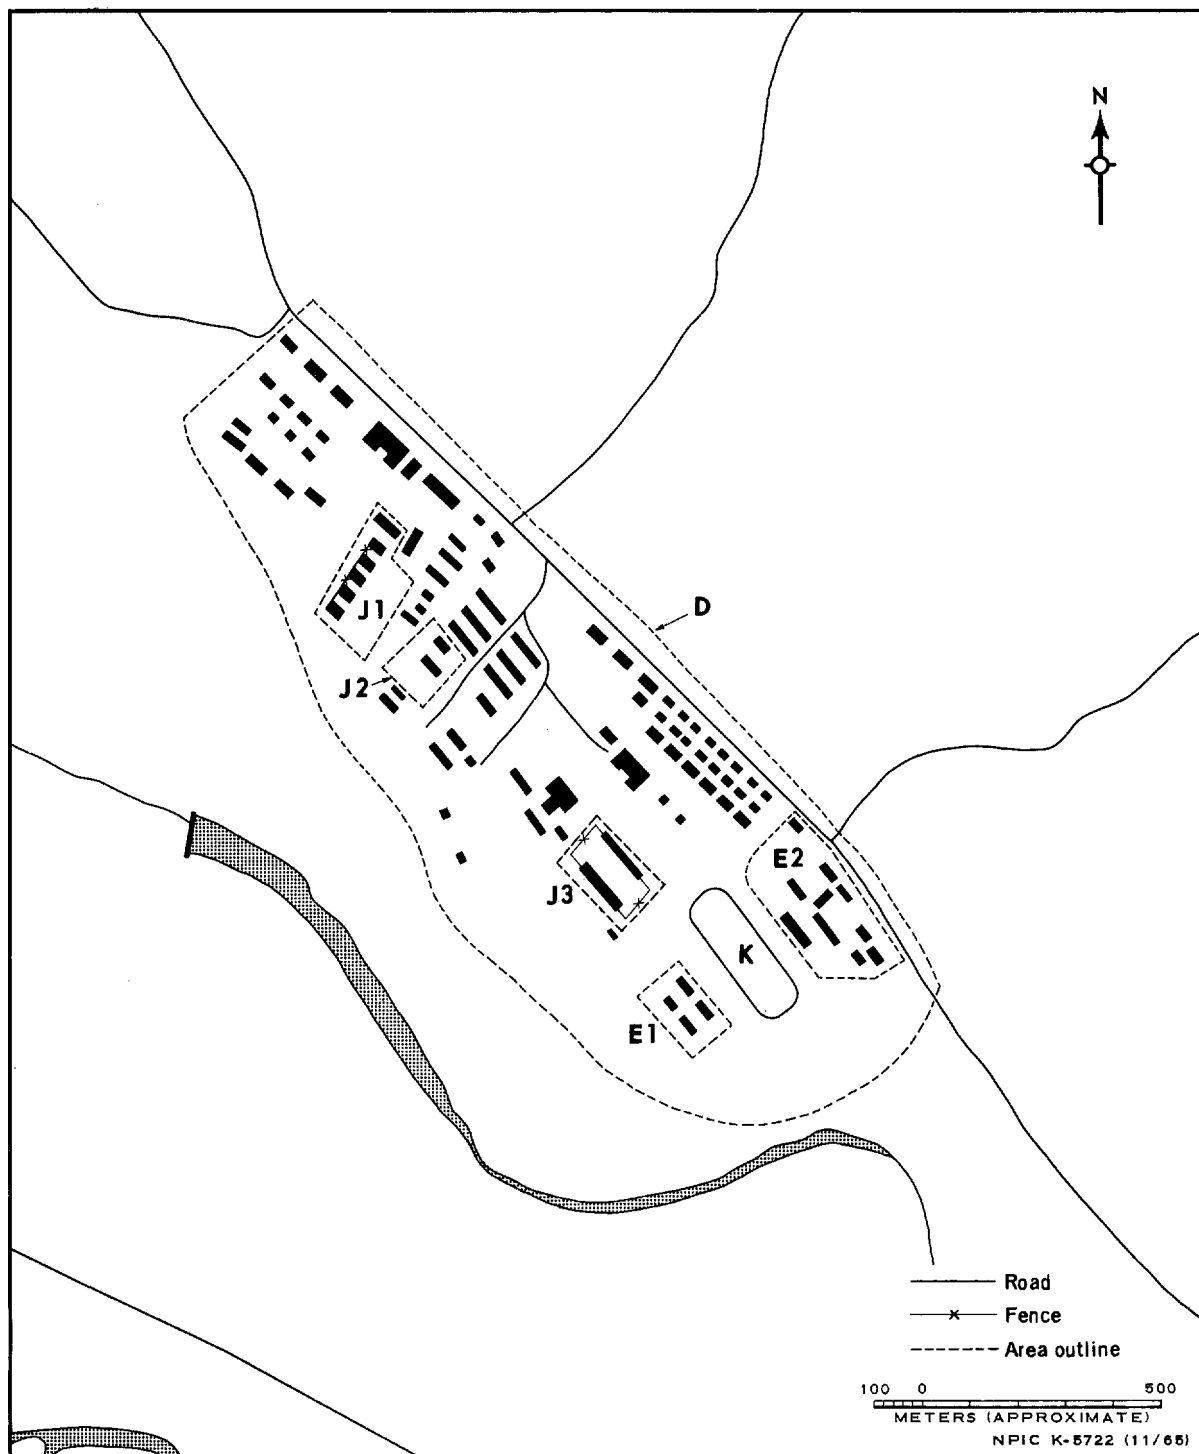 N
D
J1
J2
E2
J3
K
E1
Road
Fence
Area outline
100 0 500
METERS (APPROXIMATE)
NPIC K-5722 (11/65)